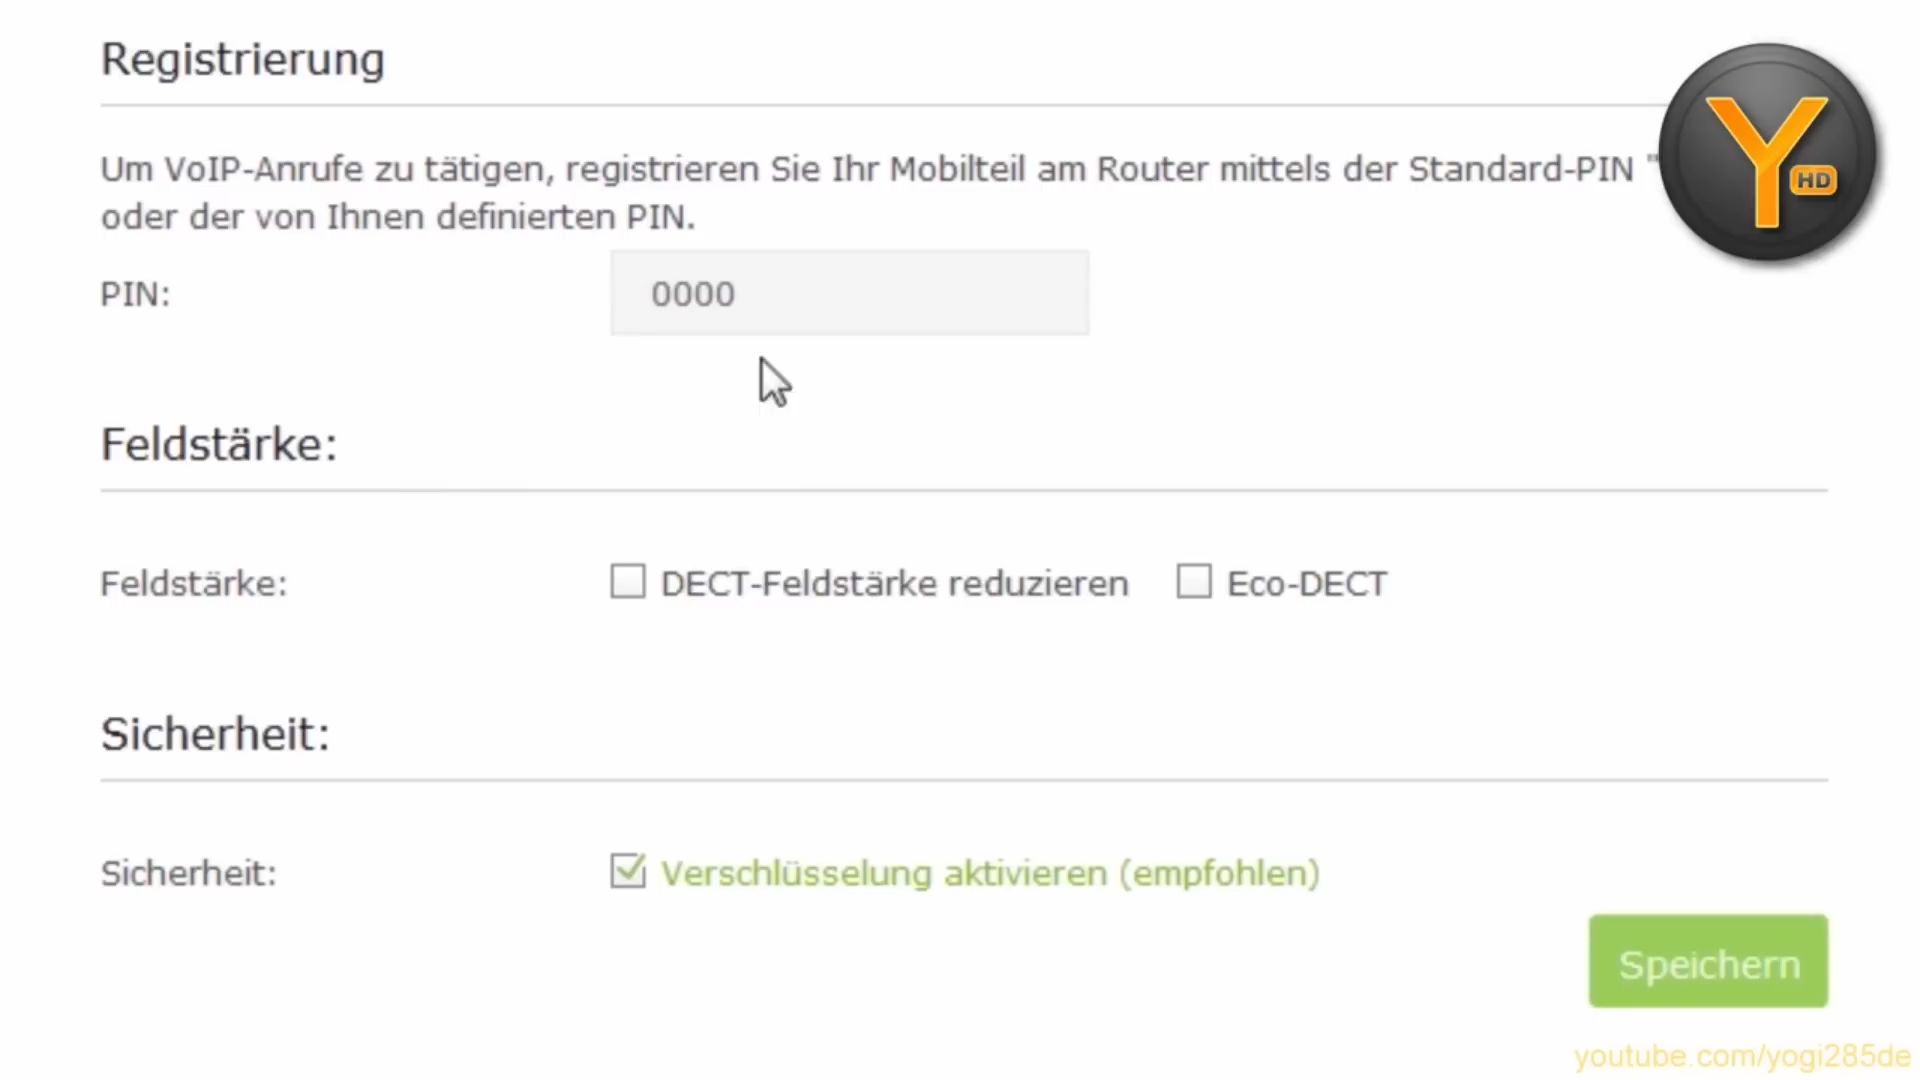 Registrierung
Um VoIP-Anrufe zu tätigen, registrieren Sie Ihr Mobilteil am Router mittels der Standard-PIN "
oder der von Ihnen definierten PIN.
PIN:
0000
Feldstärke:
Feldstärke:
DECT-Feldstärke reduzieren
Eco-DECT
Sicherheit:
Sicherheit:
Verschlüsselung aktivieren (empfohlen)
Speichern
Y HD
youtube.com/yogi285de